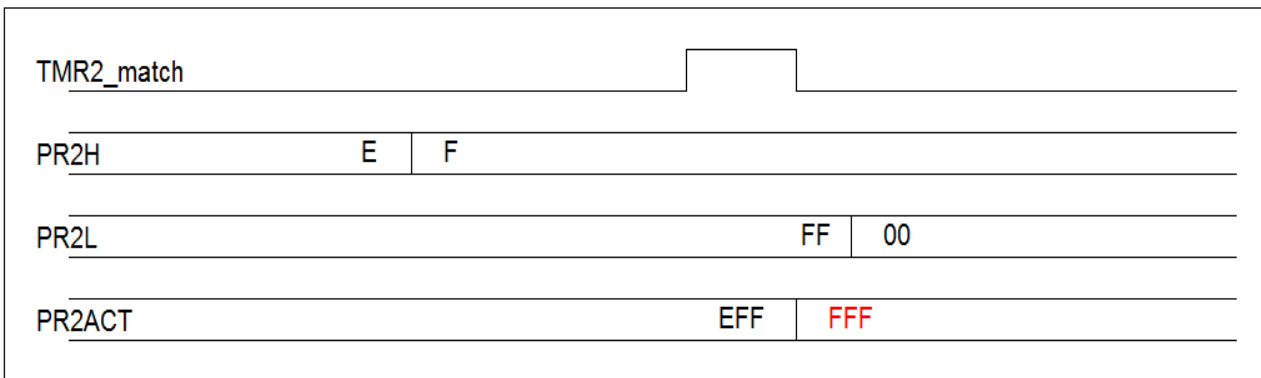 TMR2_match
PR2H E F
PR2L FF 00
PR2ACT EFF FFF